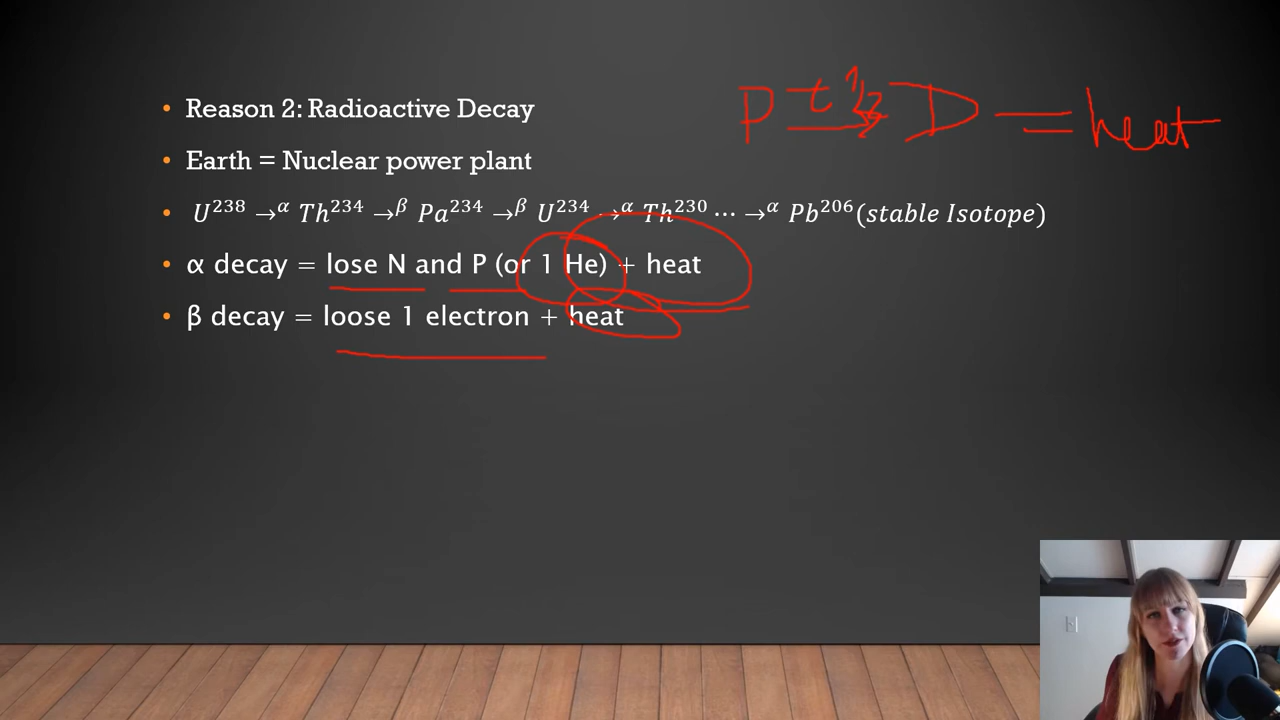 P t ½ → D = heat
• Reason 2: Radioactive Decay
• Earth = Nuclear power plant
• U²³⁸ →ᵅ Th²³⁴ →ᵝ Pa²³⁴ →ᵝ U²³⁴ →ᵅ Th²³⁰ ⋯ →ᵅ Pb²⁰⁶(stable Isotope)
• α decay = lose N and P (or 1 He) + heat
• β decay = loose 1 electron + heat